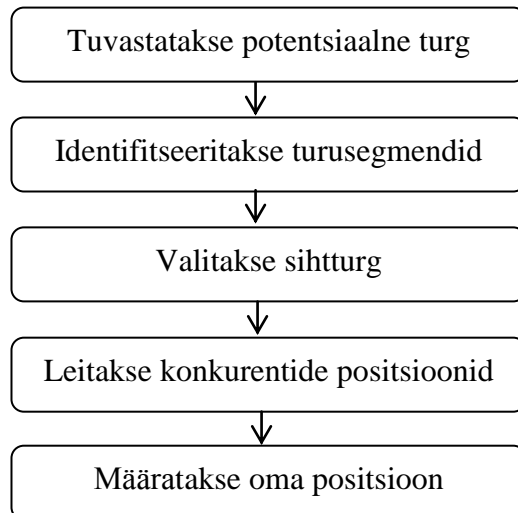 Tuvastatakse potentsiaalne turg
Identifitseeritakse turusegmendid
Valitakse sihtturg
Leitakse konkurentide positsioonid
Määratakse oma positsioon